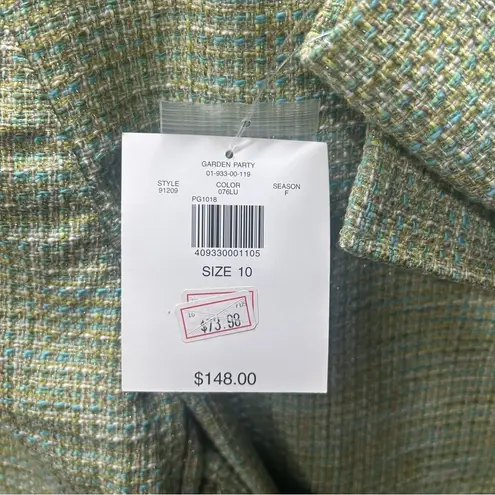 GARDEN PARTY
01-933-00-119
STYLE COLOR SEASON
91209 076LU F
PG1018
409330001105
SIZE 10
$73.98
$148.00